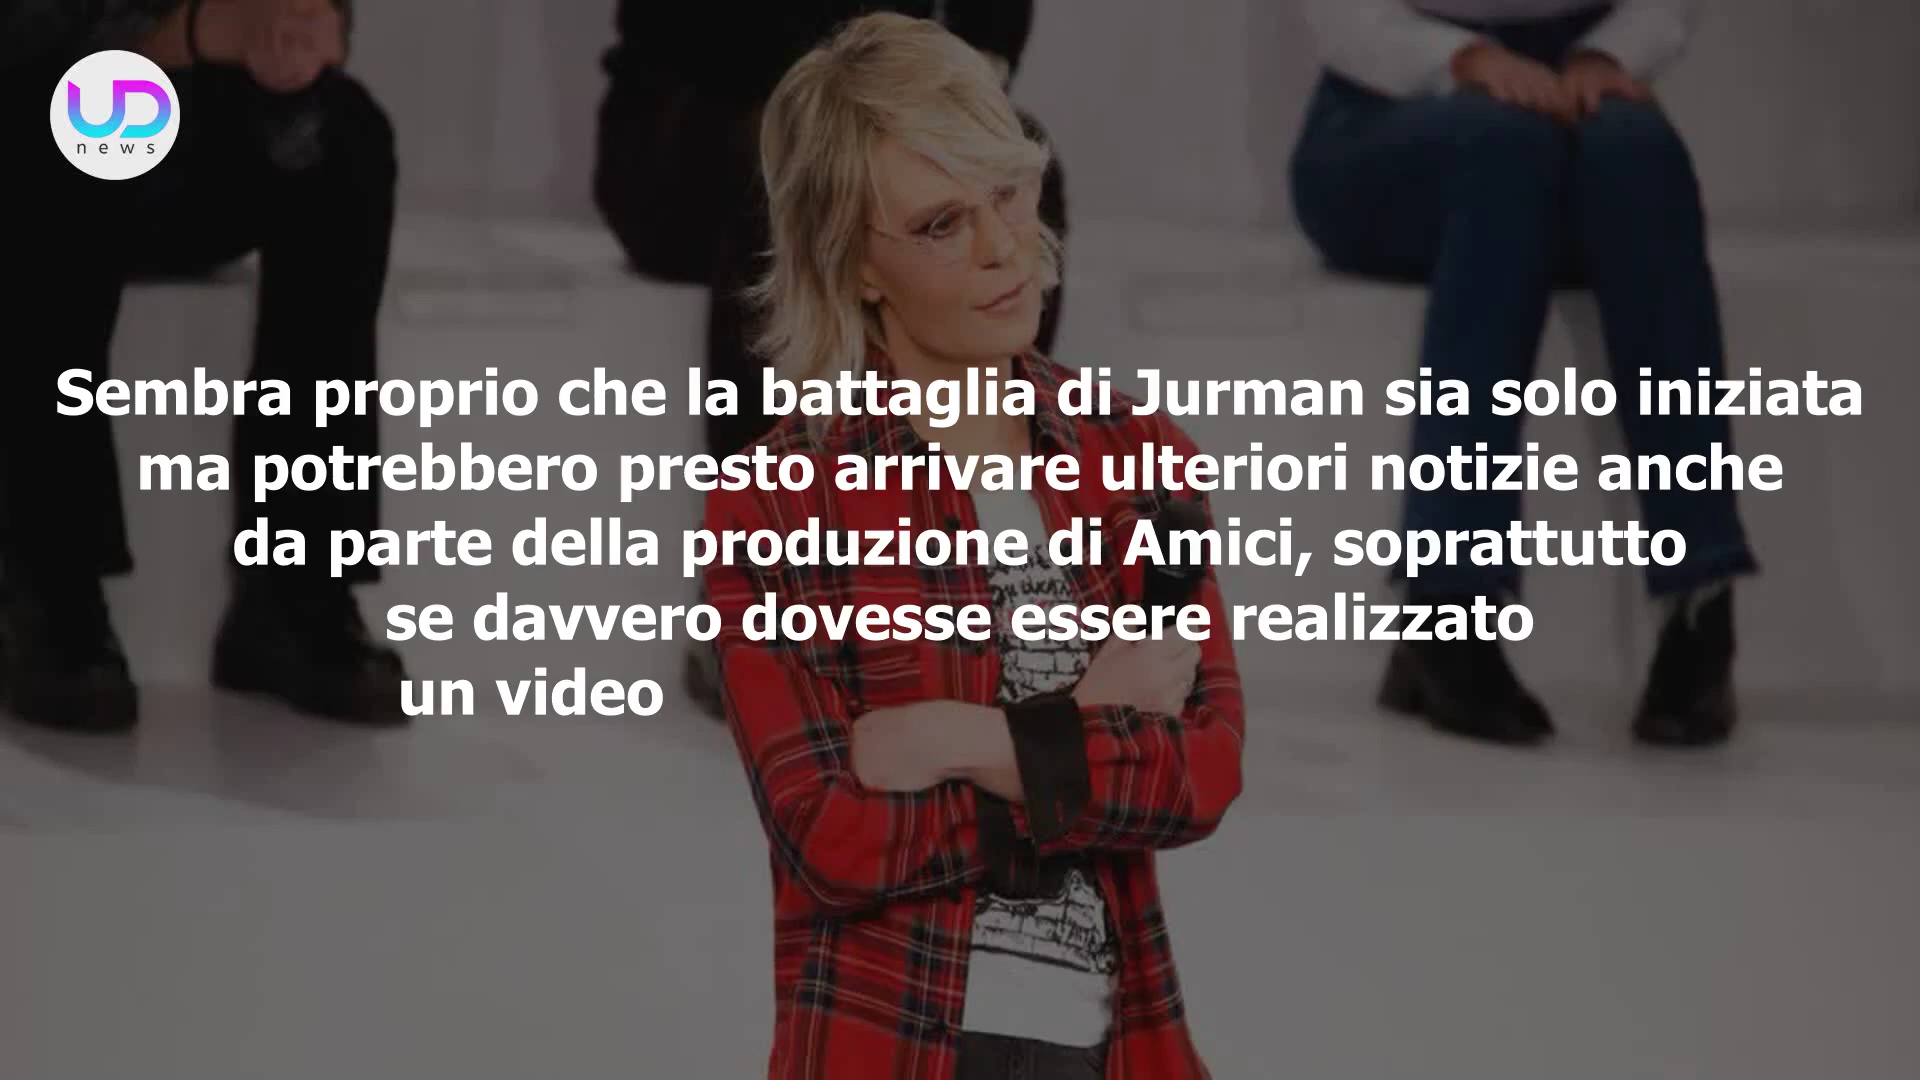 UD
news
Sembra proprio che la battaglia di Jurman sia solo iniziata
ma potrebbero presto arrivare ulteriori notizie anche
da parte della produzione di Amici, soprattutto
se davvero dovesse essere realizzato
un video